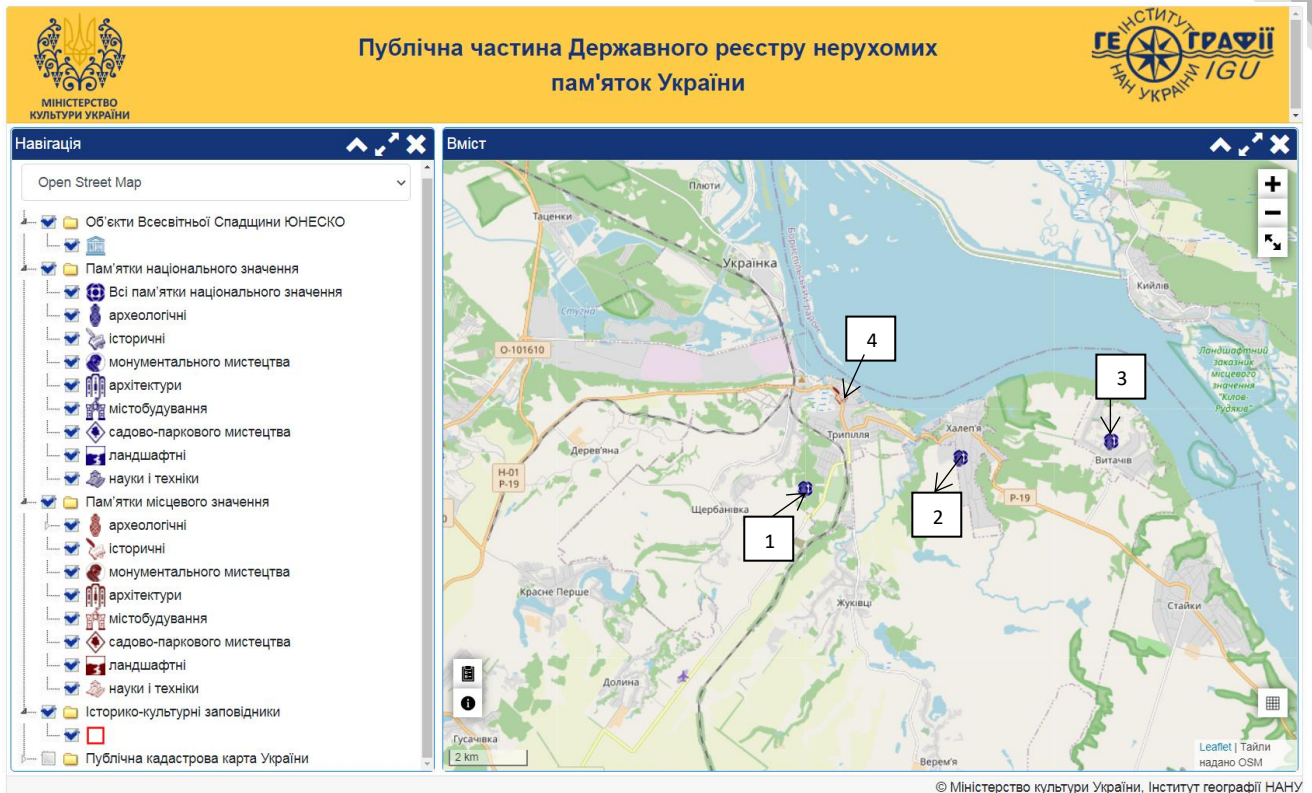 МІНІСТЕРСТВО
КУЛЬТУРИ УКРАЇНИ
Публічна частина Державного реєстру нерухомих
пам'яток України
ІНСТИТУТ
ГЕОГРАФІЇ
НАН УКРАЇНИ
IGU
Навігація
Open Street Map
Об'єкти Всесвітньої Спадщини ЮНЕСКО
Пам'ятки національного значення
Всі пам'ятки національного значення
археологічні
історичні
монументального мистецтва
архітектури
містобудування
садово-паркового мистецтва
ландшафтні
науки і техніки
Пам'ятки місцевого значення
археологічні
історичні
монументального мистецтва
архітектури
містобудування
садово-паркового мистецтва
ландшафтні
науки і техніки
Історико-культурні заповідники
Публічна кадастрова карта України
Вміст
+
−
Плюти
Таценки
Українка
Бориспільський район
Кийлів
Стугна
О-101610
4
Ландшафтний
заказник
місцевого
значення
"Кілов-
Рудяків"
3
Халеп'я
Трипілля
Дерев'яна
Витачів
Н-01
Р-19
Р-19
Щербанівка
2
1
Красне Перше
Жуківці
Стайки
Долина
Гусачівка
2 km
Верем'я
Leaflet | Тайли
надано OSM
© Міністерство культури України, Інститут географії НАНУ